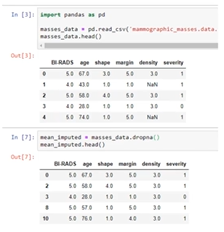 In [3]: import pandas as pd
masses_data = pd.read_csv('mammographic_masses.data.
masses_data.head()
Out[3]:
BI-RADS age shape margin density severity
0 5.0 67.0 3.0 5.0 3.0 1
1 4.0 43.0 1.0 1.0 NaN 1
2 5.0 58.0 4.0 5.0 3.0 1
3 4.0 28.0 1.0 1.0 3.0 0
4 5.0 74.0 1.0 5.0 NaN 1
In [7]: mean_imputed = masses_data.dropna()
mean_imputed.head()
Out[7]:
BI-RADS age shape margin density severity
0 5.0 67.0 3.0 5.0 3.0 1
2 5.0 58.0 4.0 5.0 3.0 1
3 4.0 28.0 1.0 1.0 3.0 0
8 5.0 57.0 1.0 5.0 3.0 1
10 5.0 76.0 1.0 4.0 3.0 1